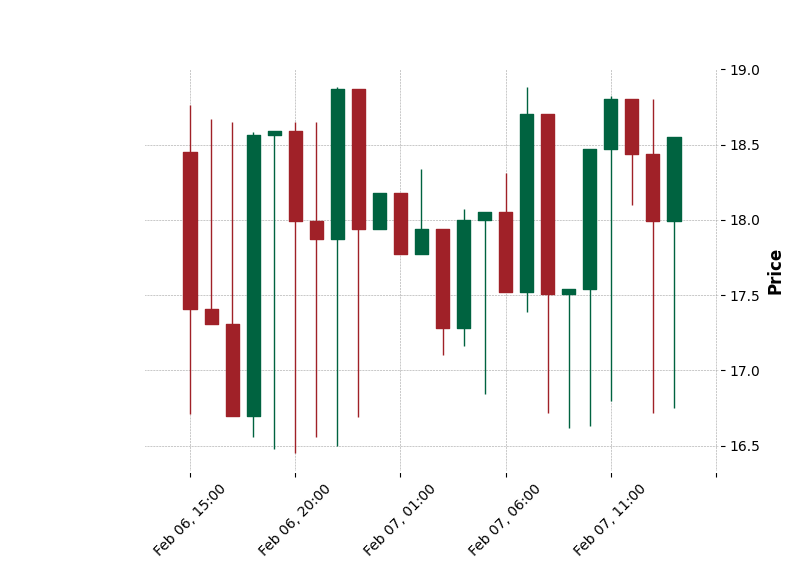 19.0
18.5
18.0
17.5
17.0
16.5
Price
Feb 06, 15:00
Feb 06, 20:00
Feb 07, 01:00
Feb 07, 06:00
Feb 07, 11:00